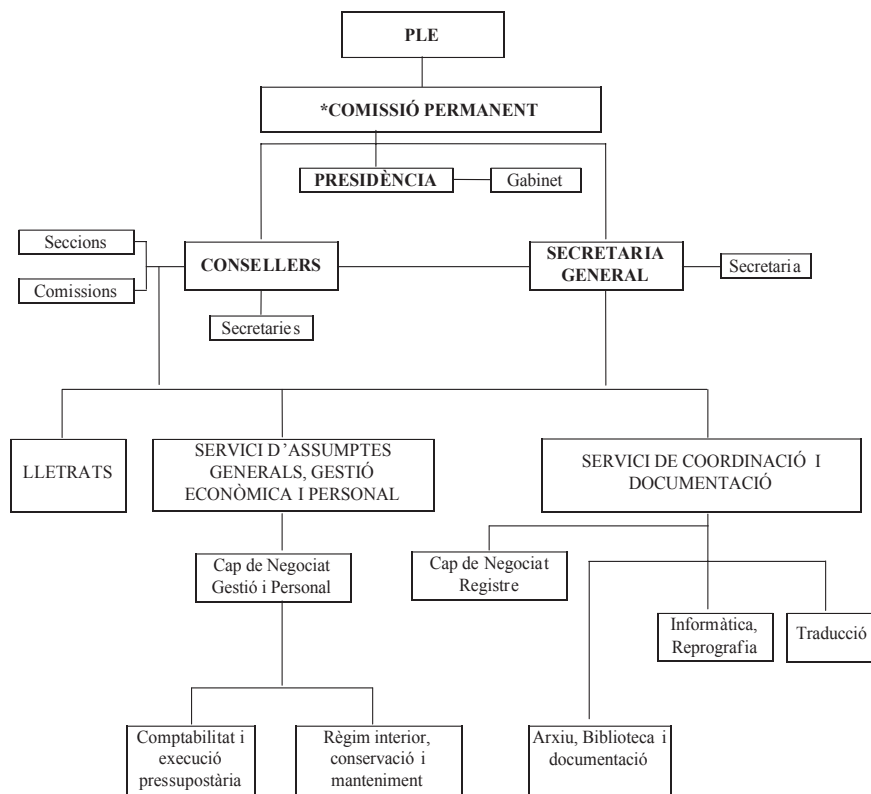 PLE
*COMISSIÓ PERMANENT
PRESIDÈNCIA
Gabinet
Seccions
Comissions
CONSELLERS
SECRETARIA
GENERAL
Secretaria
Secretaries
LLETRATS
SERVICI D’ASSUMPTES
GENERALS, GESTIÓ
ECONÒMICA I PERSONAL
SERVICI DE COORDINACIÓ I
DOCUMENTACIÓ
Cap de Negociat
Gestió i Personal
Cap de Negociat
Registre
Informàtica,
Reprografia
Traducció
Comptabilitat i
execució
pressupostària
Règim interior,
conservació i
manteniment
Arxiu, Biblioteca i
documentació